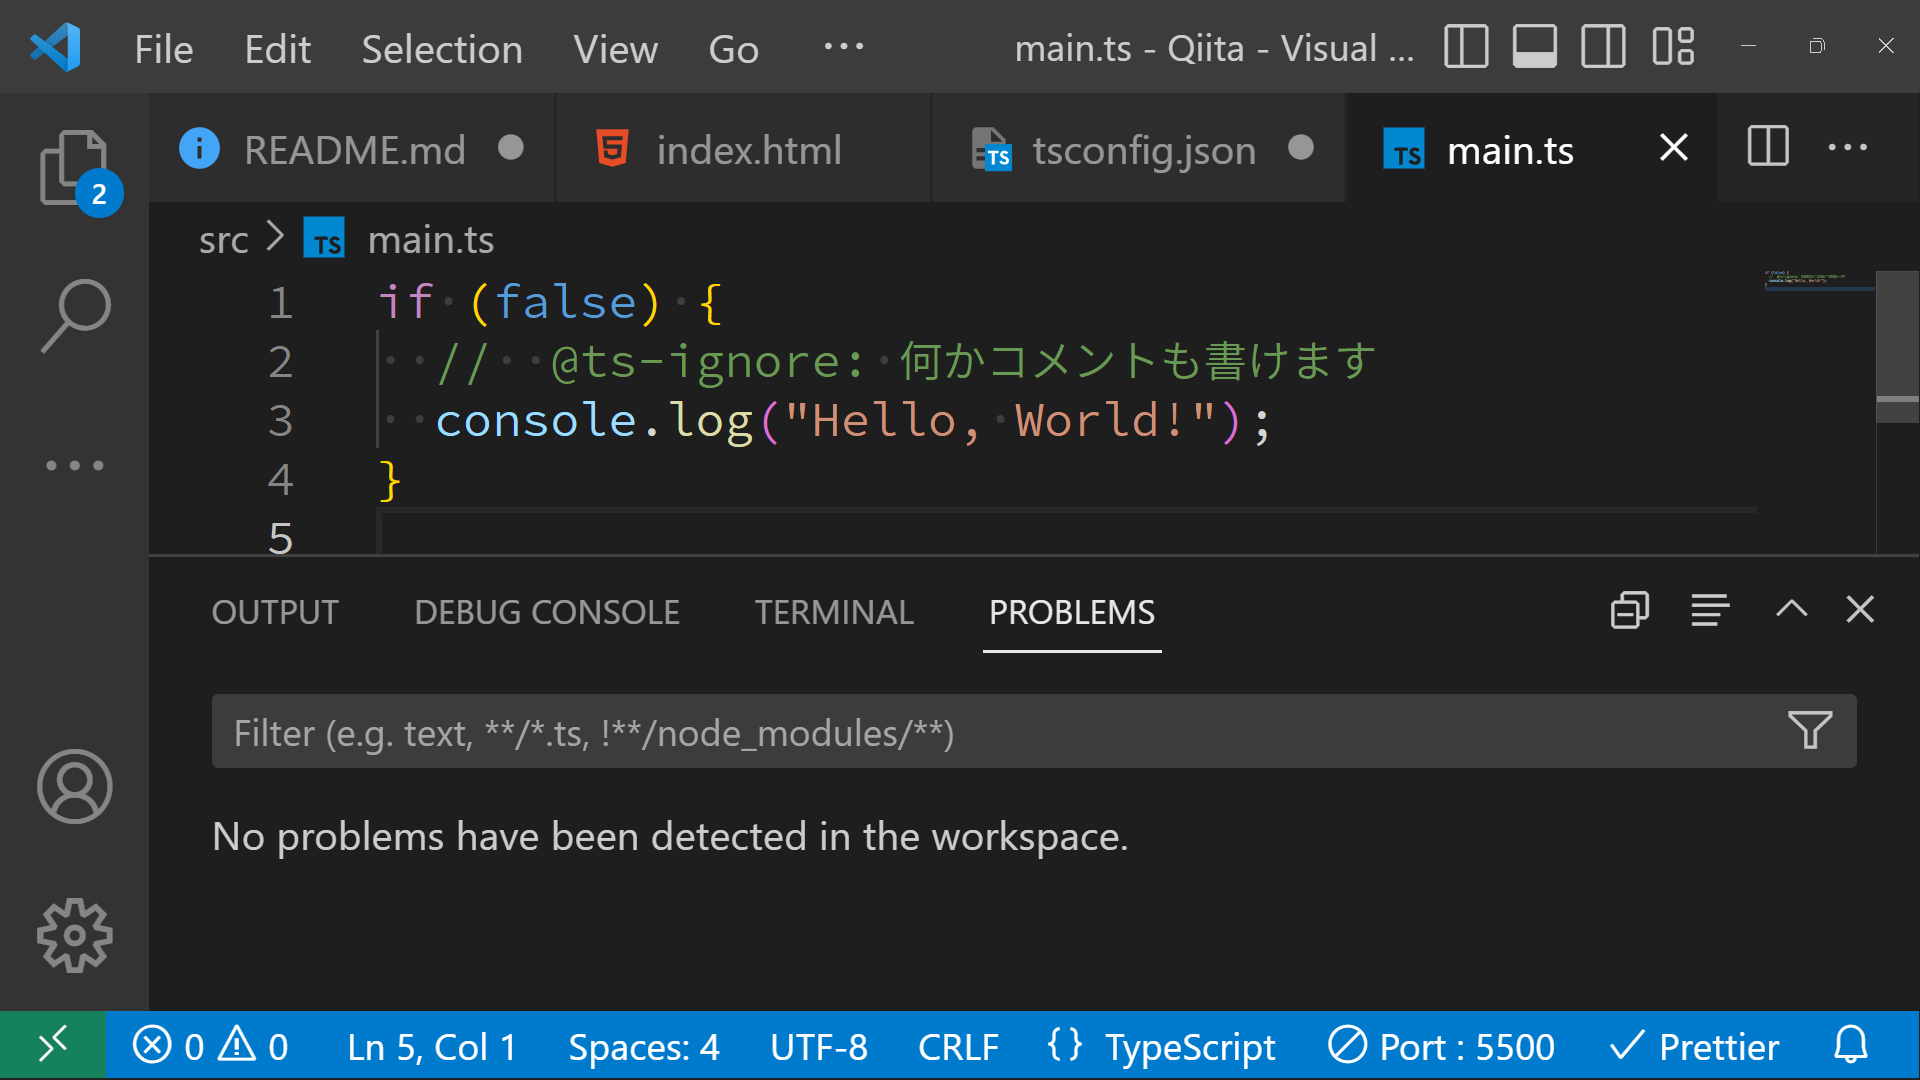 File Edit Selection View Go ··· main.ts - Qiita - Visual ...
README.md index.html tsconfig.json main.ts
2
src > main.ts
1 if (false) {
2   //  @ts-ignore: 何かコメントも書けます
3   console.log("Hello, World!");
4 }
5
OUTPUT DEBUG CONSOLE TERMINAL PROBLEMS
Filter (e.g. text, **/*.ts, !**/node_modules/**)
No problems have been detected in the workspace.
0 0 Ln 5, Col 1 Spaces: 4 UTF-8 CRLF {} TypeScript Port : 5500 Prettier